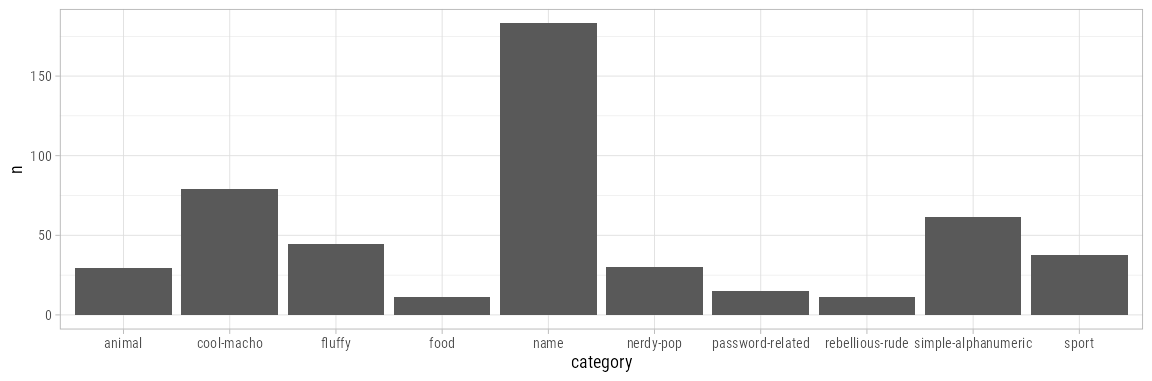 n
150
100
50
0
animal cool-macho fluffy food name nerdy-pop password-related rebellious-rude simple-alphanumeric sport
category